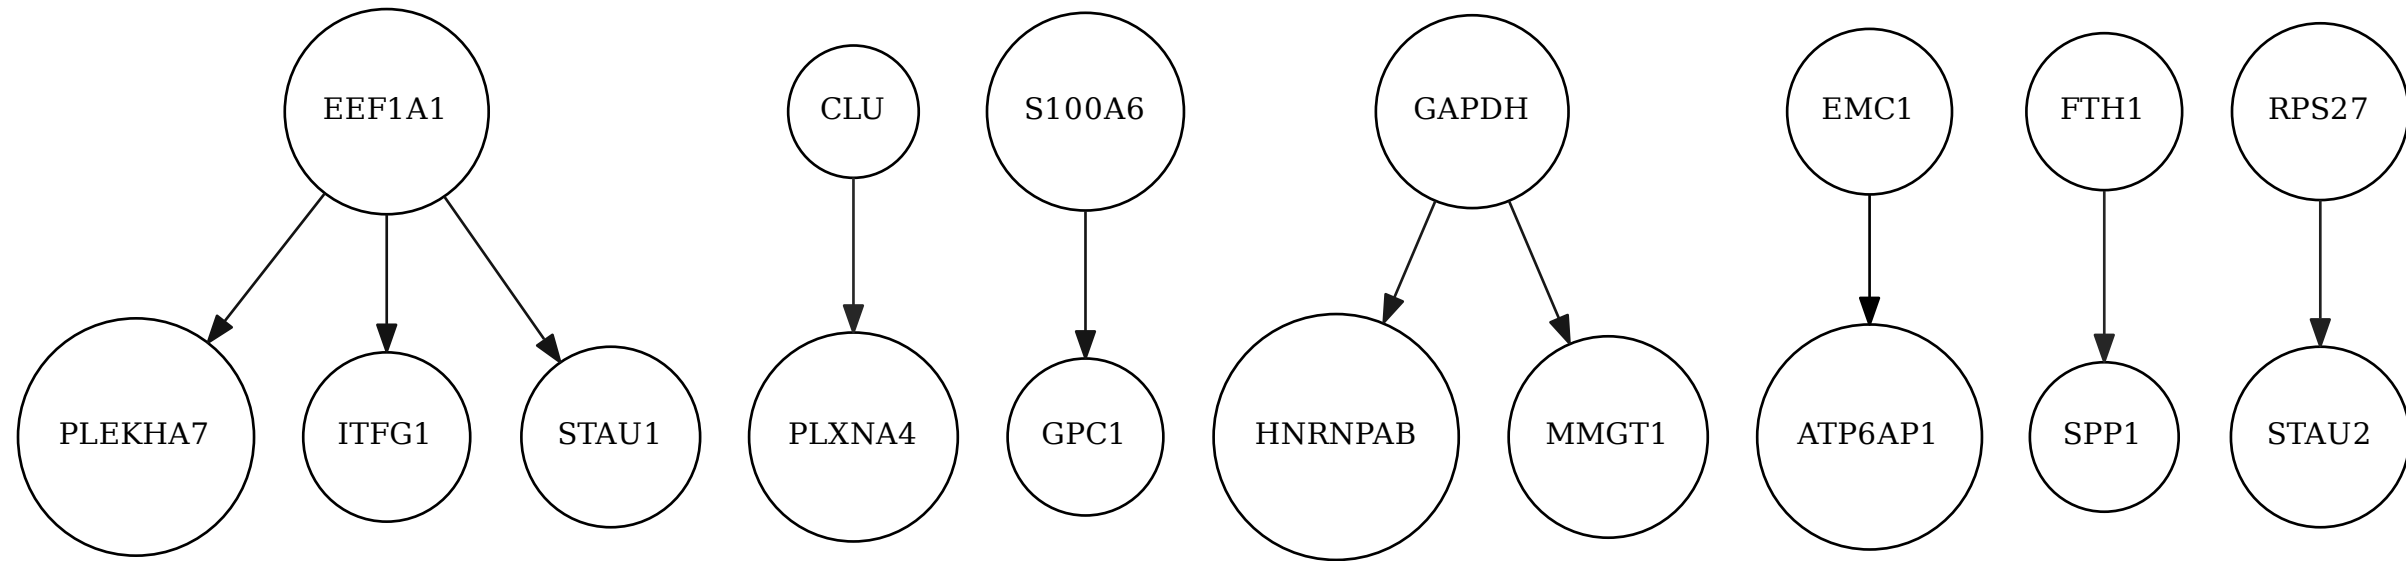 EEF1A1 CLU S100A6 GAPDH EMC1 FTH1 RPS27
PLEKHA7 ITFG1 STAU1 PLXNA4 GPC1 HNRNPAB MMGT1 ATP6AP1 SPP1 STAU2